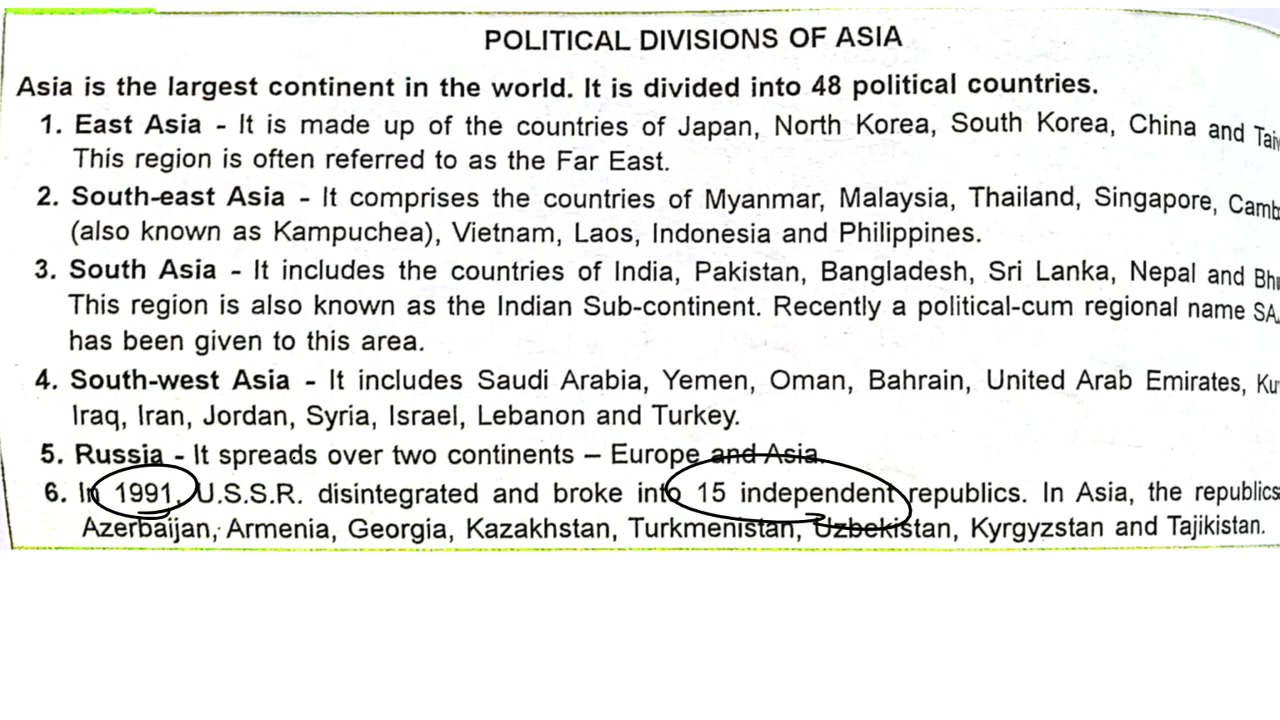 POLITICAL DIVISIONS OF ASIA
Asia is the largest continent in the world. It is divided into 48 political countries.
1. East Asia - It is made up of the countries of Japan, North Korea, South Korea, China and
This region is often referred to as the Far East.
2. South-east Asia - It comprises the countries of Myanmar, Malaysia, Thailand, Singapore,
(also known as Kampuchea), Vietnam, Laos, Indonesia and Philippines.
3. South Asia - It includes the countries of India, Pakistan, Bangladesh, Sri Lanka, Nepal and
This region is also known as the Indian Sub-continent. Recently a political-cum regional name
has been given to this area.
4. South-west Asia - It includes Saudi Arabia, Yemen, Oman, Bahrain, United Arab Emirates,
Iraq, Iran, Jordan, Syria, Israel, Lebanon and Turkey.
5. Russia - It spreads over two continents – Europe and Asia.
6. In 1991, U.S.S.R. disintegrated and broke into 15 independent republics. In Asia, the republics
Azerbaijan, Armenia, Georgia, Kazakhstan, Turkmenistan, Uzbekistan, Kyrgyzstan and Tajikistan.